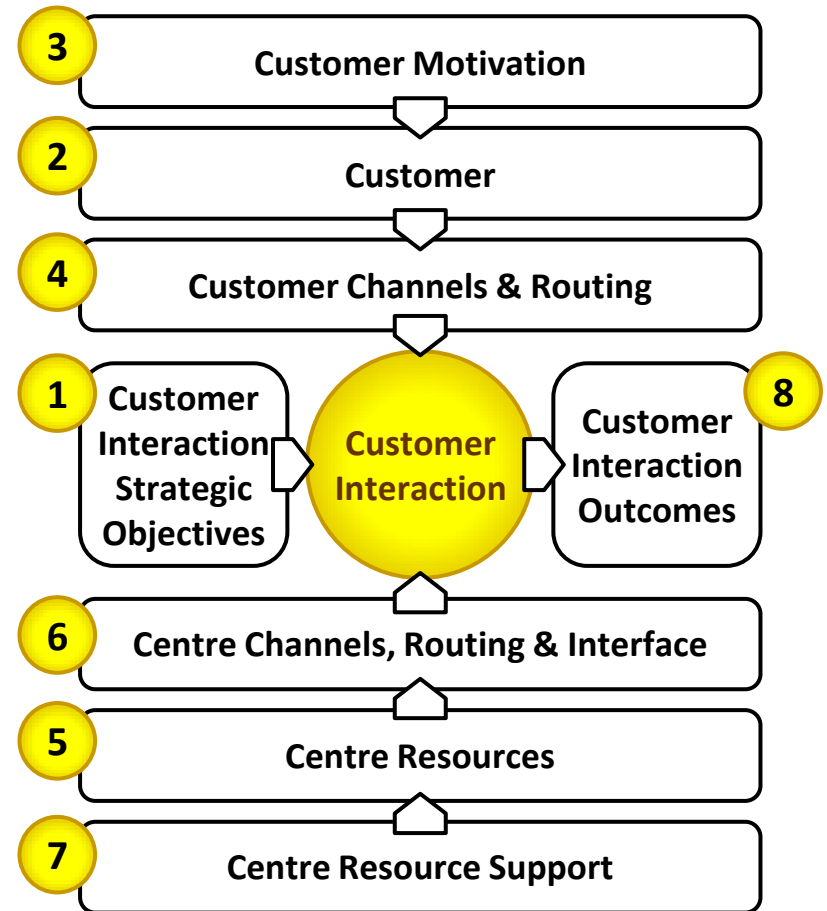 3
Customer Motivation
2
Customer
4
Customer Channels & Routing
1
Customer
Interaction
Strategic
Objectives
Customer
Interaction
8
Customer
Interaction
Outcomes
6
Centre Channels, Routing & Interface
5
Centre Resources
7
Centre Resource Support